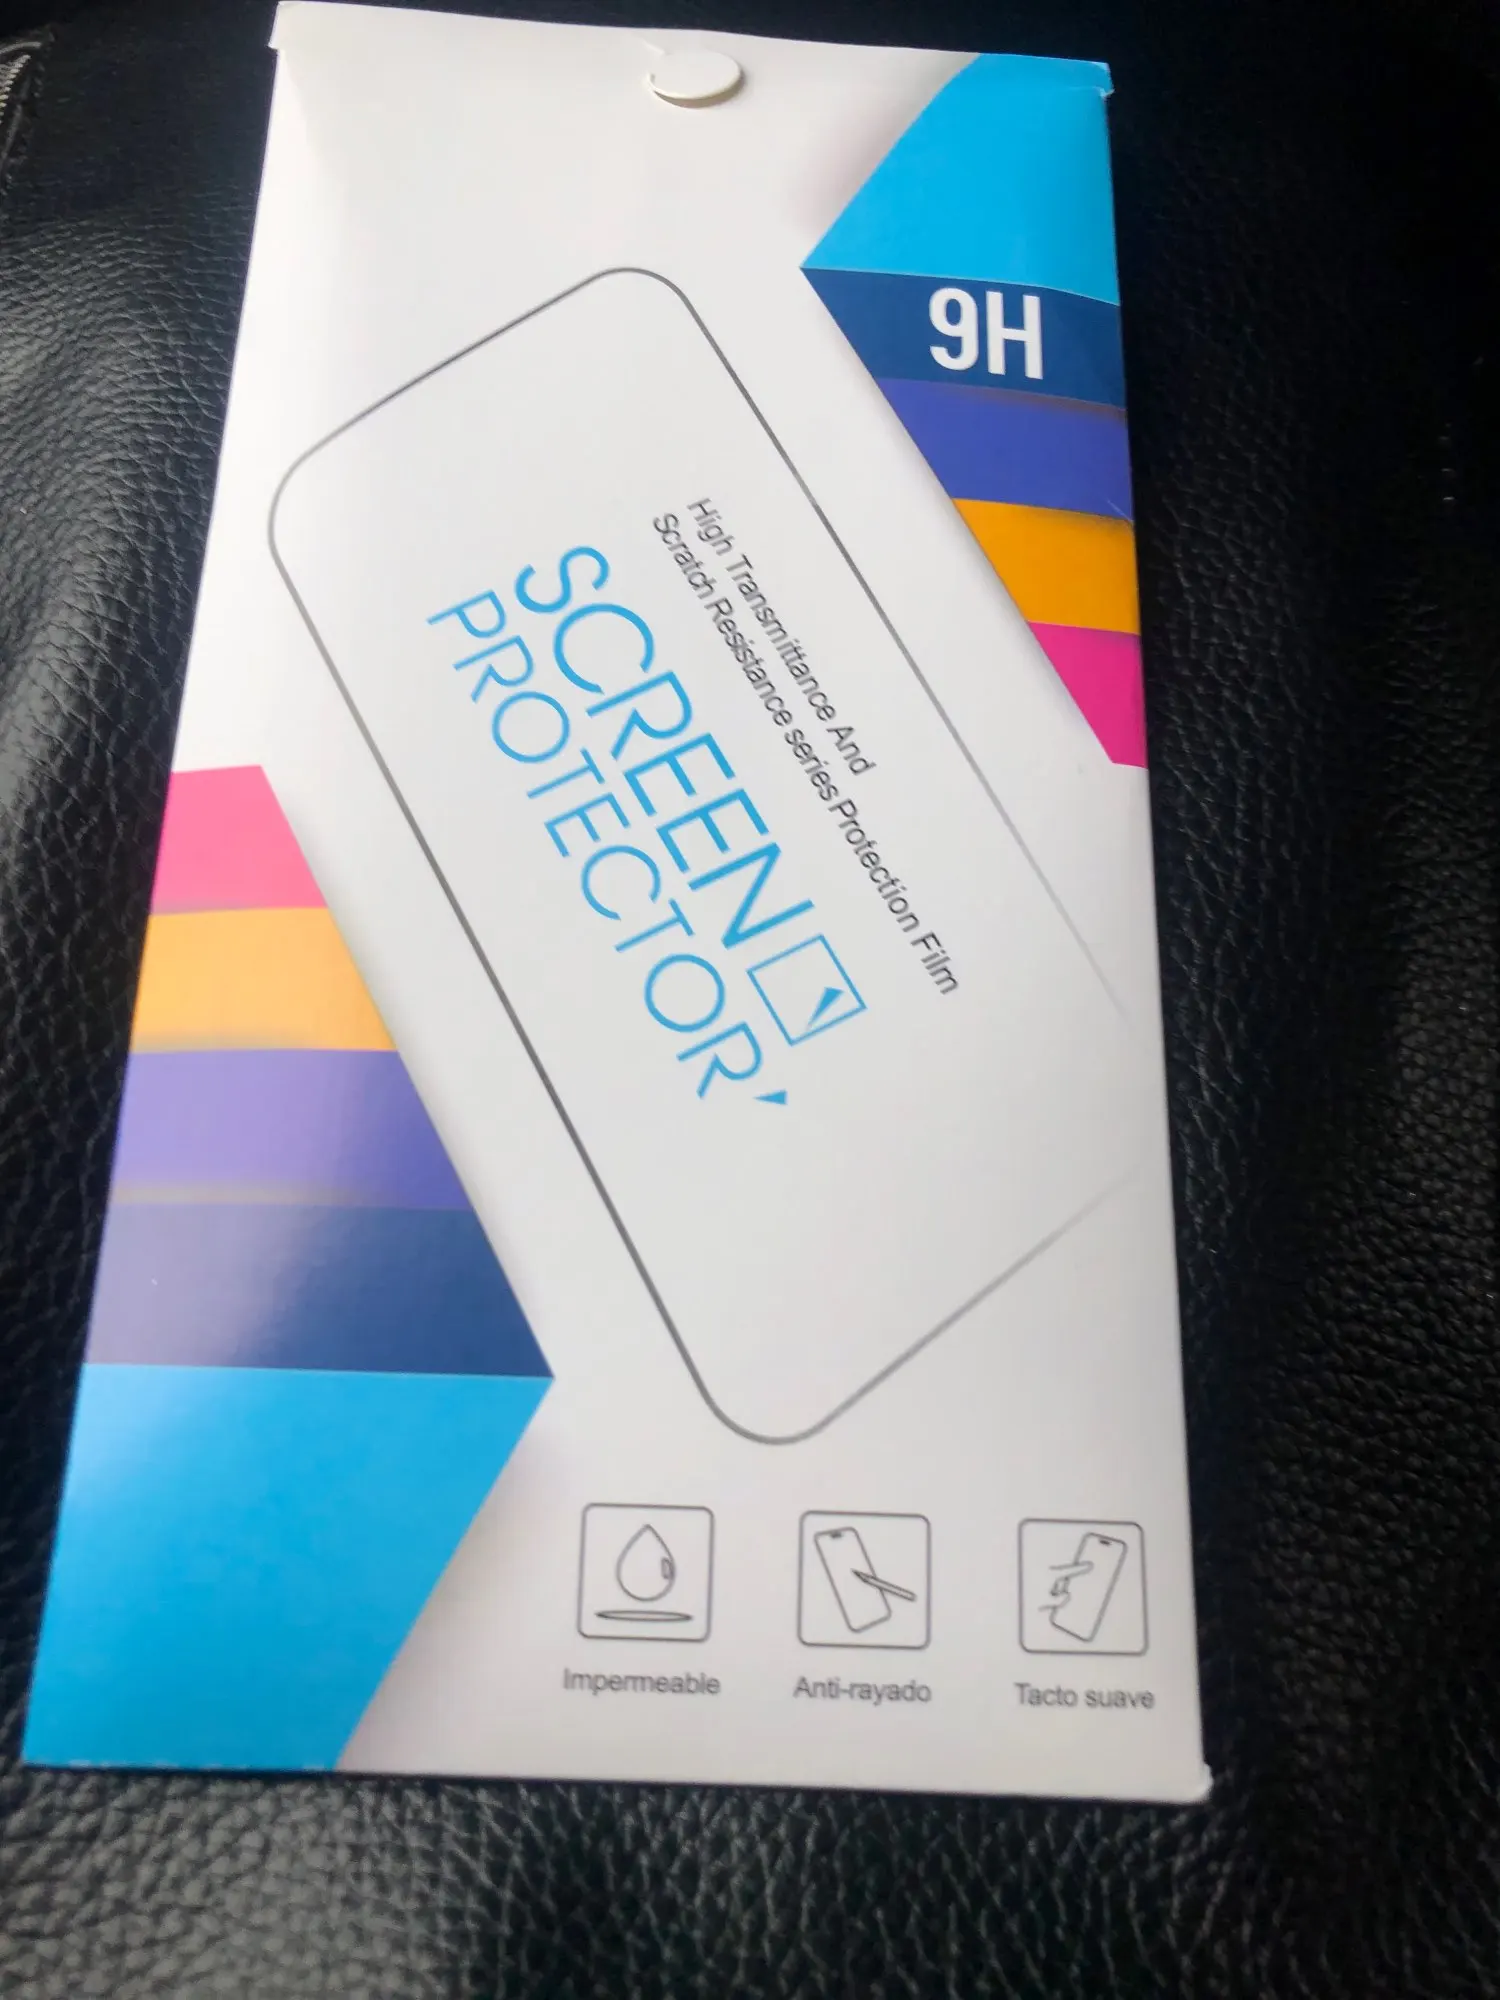 9H
High Transmittance And
Scratch Resistance series Protection Film
SCREEN
PROTECTOR
Impermeable
Anti-rayado
Tacto suave